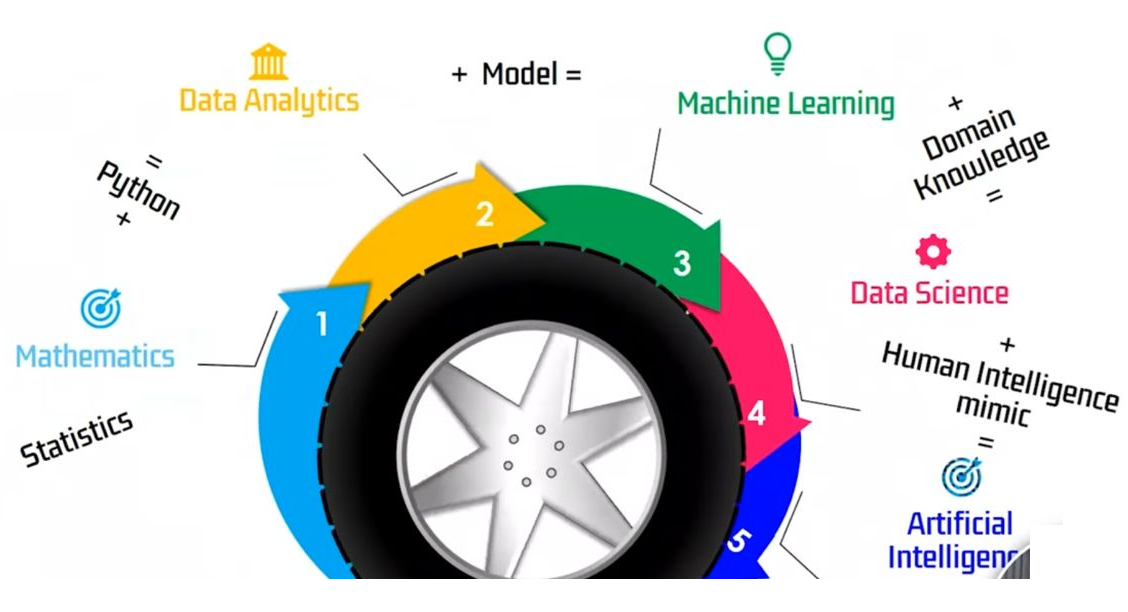 Statistics
Mathematics
+
Python
=
Data Analytics
+ Model =
Machine Learning
+
Domain
Knowledge
=
Data Science
+
Human Intelligence
mimic
=
Artificial
1
2
3
4
5